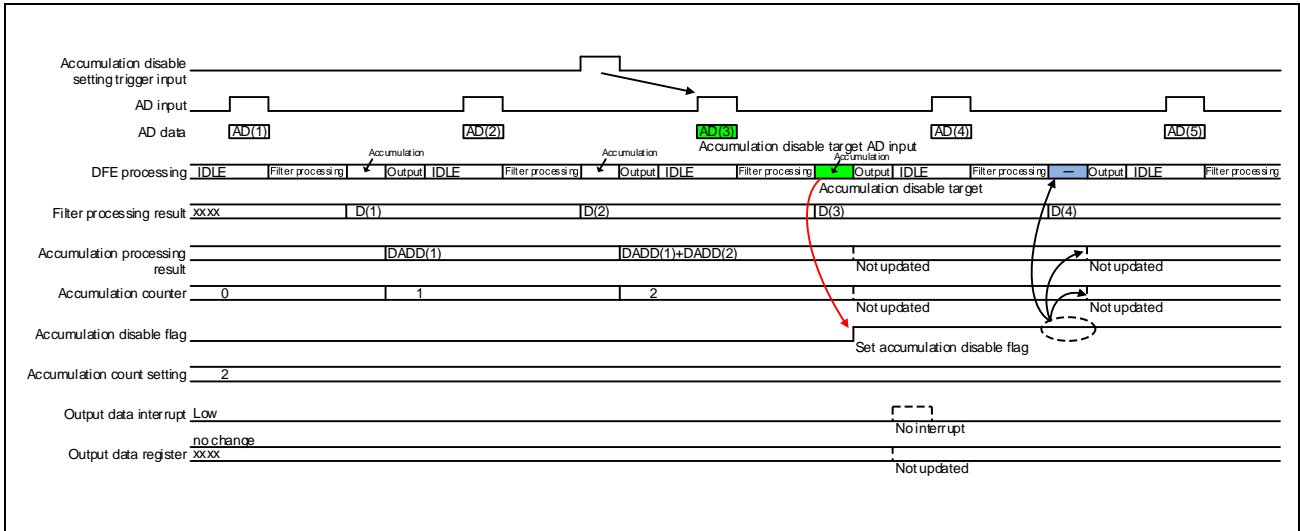 Accumulation disable
setting trigger input
AD input
AD data AD(1) AD(2) AD(3) AD(4) AD(5)
Accumulation disable target AD input
Accumulation Accumulation Accumulation
DFE processing IDLE Filter processing Output IDLE Filter processing Output IDLE Filter processing Output IDLE Filter processing — Output IDLE Filter processing
Accumulation disable target
Filter processing result xxxx D(1) D(2) D(3) D(4)
Accumulation processing
result
DADD(1) DADD(1)+DADD(2)
Not updated Not updated
Accumulation counter 0 1 2
Not updated Not updated
Accumulation disable flag
Set accumulation disable flag
Accumulation count setting 2
Output data interrupt Low
No interrupt
no change
Output data register xxxx
Not updated